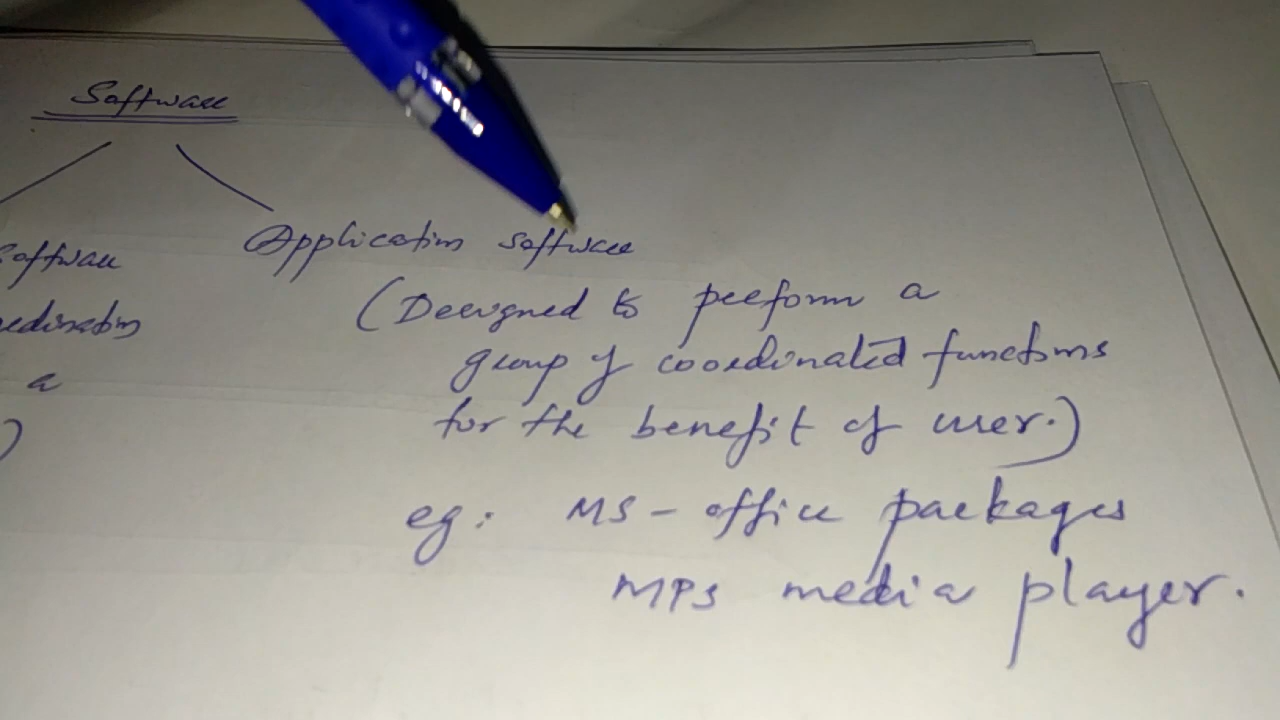 Software
Software
Application software
(Designed to perform a
group of coordinated functions
a
for the benefit of user.)
)
eg: MS - office packages
MPS media player.